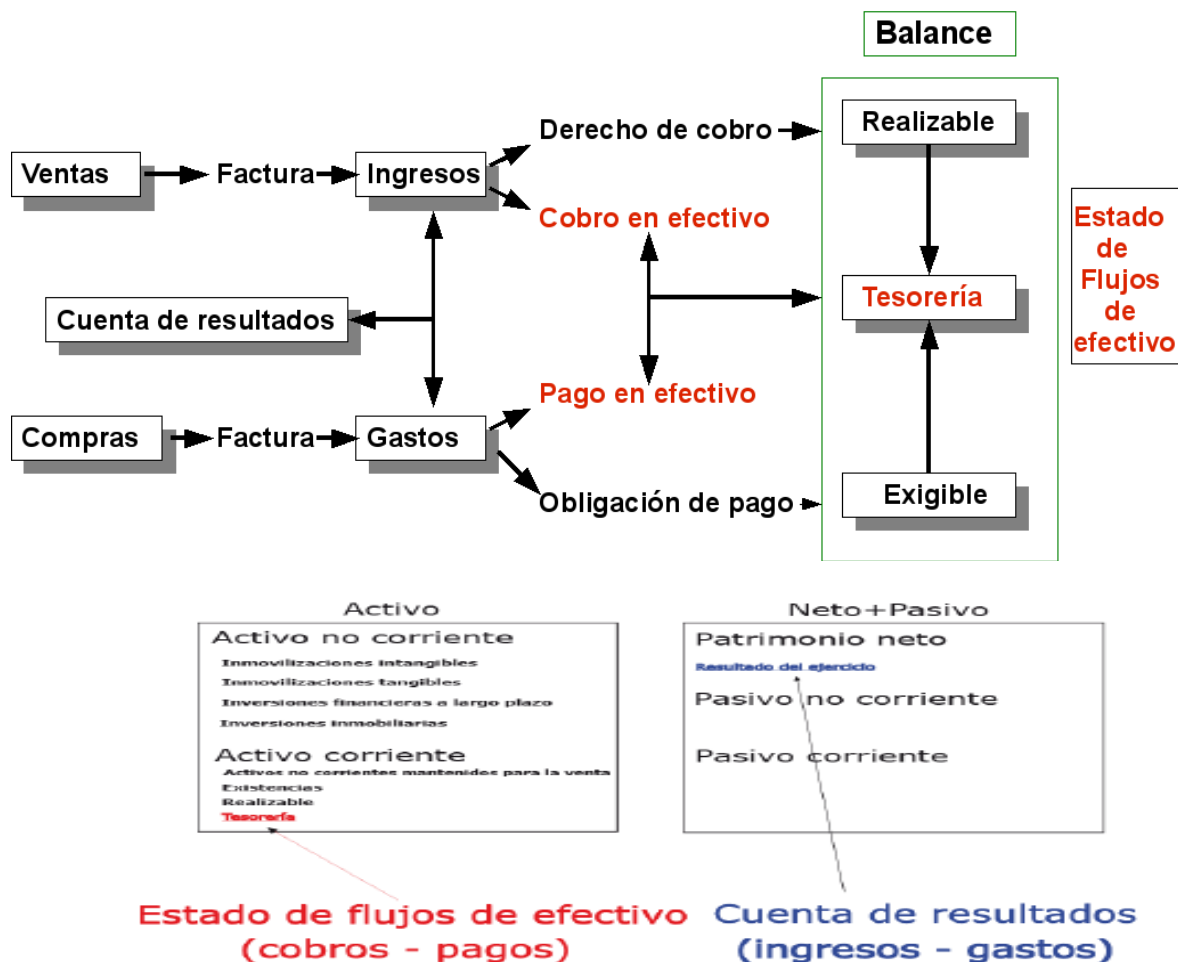 Balance
Derecho de cobro
Realizable
Ventas
Factura
Ingresos
Cobro en efectivo
Estado
de
Flujos
de
efectivo
Tesorería
Cuenta de resultados
Pago en efectivo
Compras
Factura
Gastos
Exigible
Obligación de pago
Activo
Activo no corriente
Inmovilizaciones intangibles
Inmovilizaciones tangibles
Inversiones financieras a largo plazo
Inversiones inmobiliarias
Activo corriente
Activos no corrientes mantenidos para la venta
Existencias
Realizable
Tesorería
Neto+Pasivo
Patrimonio neto
Resultado del ejercicio
Pasivo no corriente
Pasivo corriente
Estado de flujos de efectivo
(cobros - pagos)
Cuenta de resultados
(ingresos - gastos)